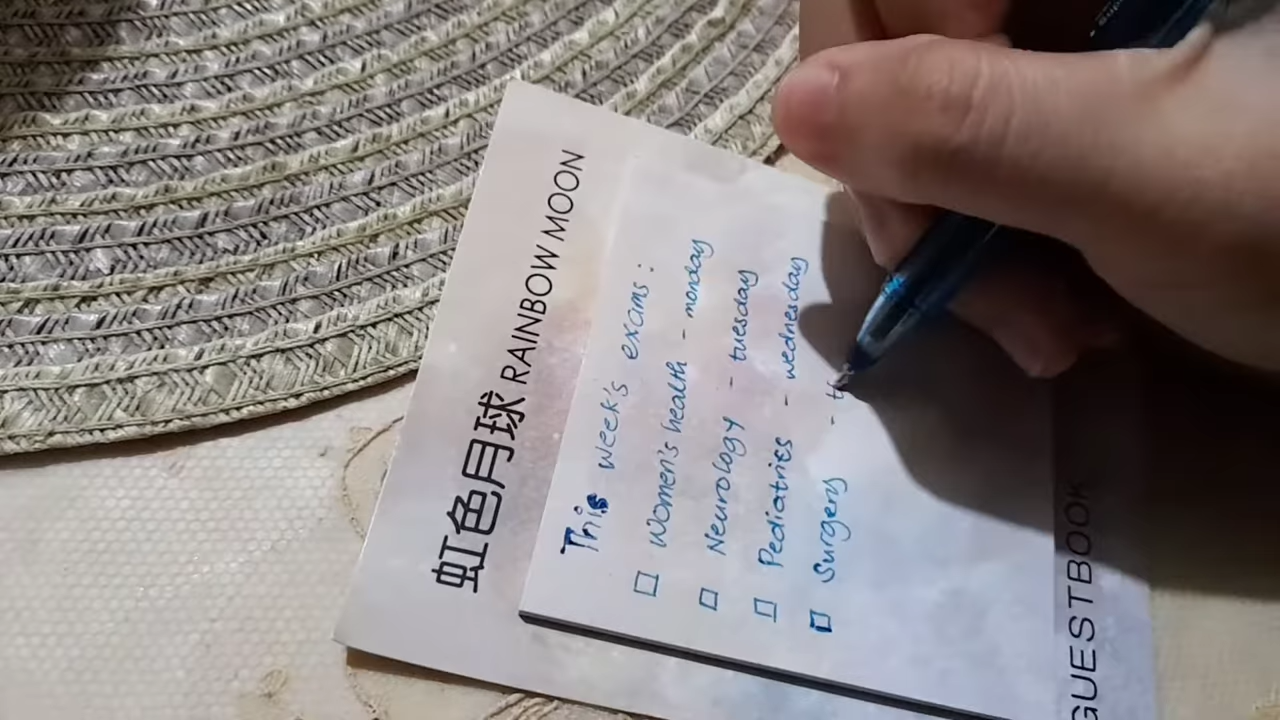 虹色月球 RAINBOW MOON
This week's exams:
Women's health - monday
Neurology - tuesday
Pediatrics - wednesday
Surgery - t
GUESTBOOK